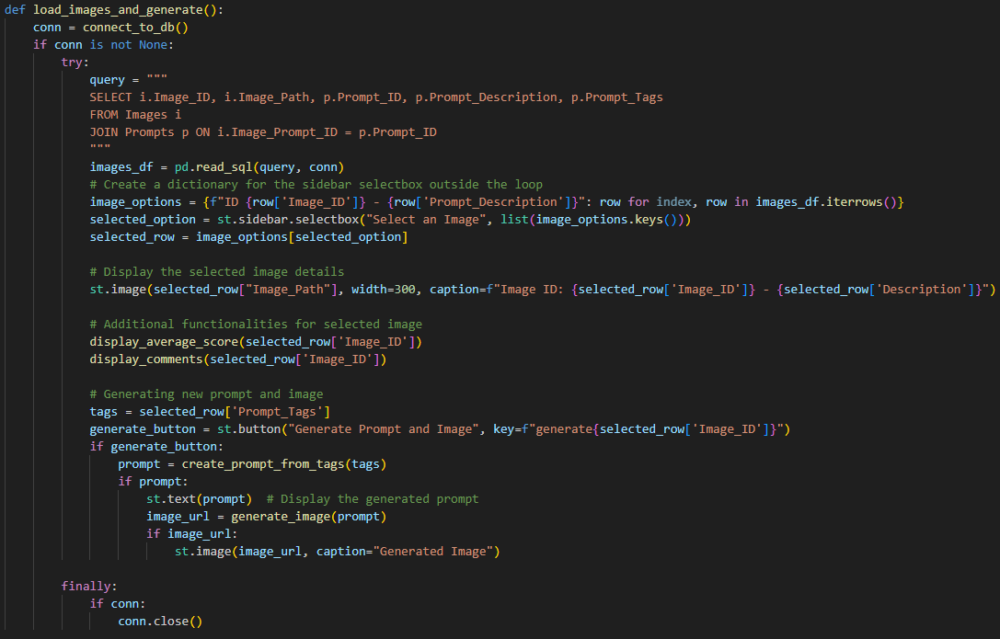 def load_images_and_generate():
    conn = connect_to_db()
    if conn is not None:
        try:
            query = """
            SELECT i.Image_ID, i.Image_Path, p.Prompt_ID, p.Prompt_Description, p.Prompt_Tags
            FROM Images i
            JOIN Prompts p ON i.Image_Prompt_ID = p.Prompt_ID
            """
            images_df = pd.read_sql(query, conn)
            # Create a dictionary for the sidebar selectbox outside the loop
            image_options = {f"ID {row['Image_ID']} - {row['Prompt_Description']}": row for index, row in images_df.iterrows()}
            selected_option = st.sidebar.selectbox("Select an Image", list(image_options.keys()))
            selected_row = image_options[selected_option]

            # Display the selected image details
            st.image(selected_row["Image_Path"], width=300, caption=f"Image ID: {selected_row['Image_ID']} - {selected_row['Description']}")

            # Additional functionalities for selected image
            display_average_score(selected_row['Image_ID'])
            display_comments(selected_row['Image_ID'])

            # Generating new prompt and image
            tags = selected_row['Prompt_Tags']
            generate_button = st.button("Generate Prompt and Image", key=f"generate{selected_row['Image_ID']}")
            if generate_button:
                prompt = create_prompt_from_tags(tags)
                if prompt:
                    st.text(prompt)  # Display the generated prompt
                    image_url = generate_image(prompt)
                    if image_url:
                        st.image(image_url, caption="Generated Image")

        finally:
            if conn:
                conn.close()